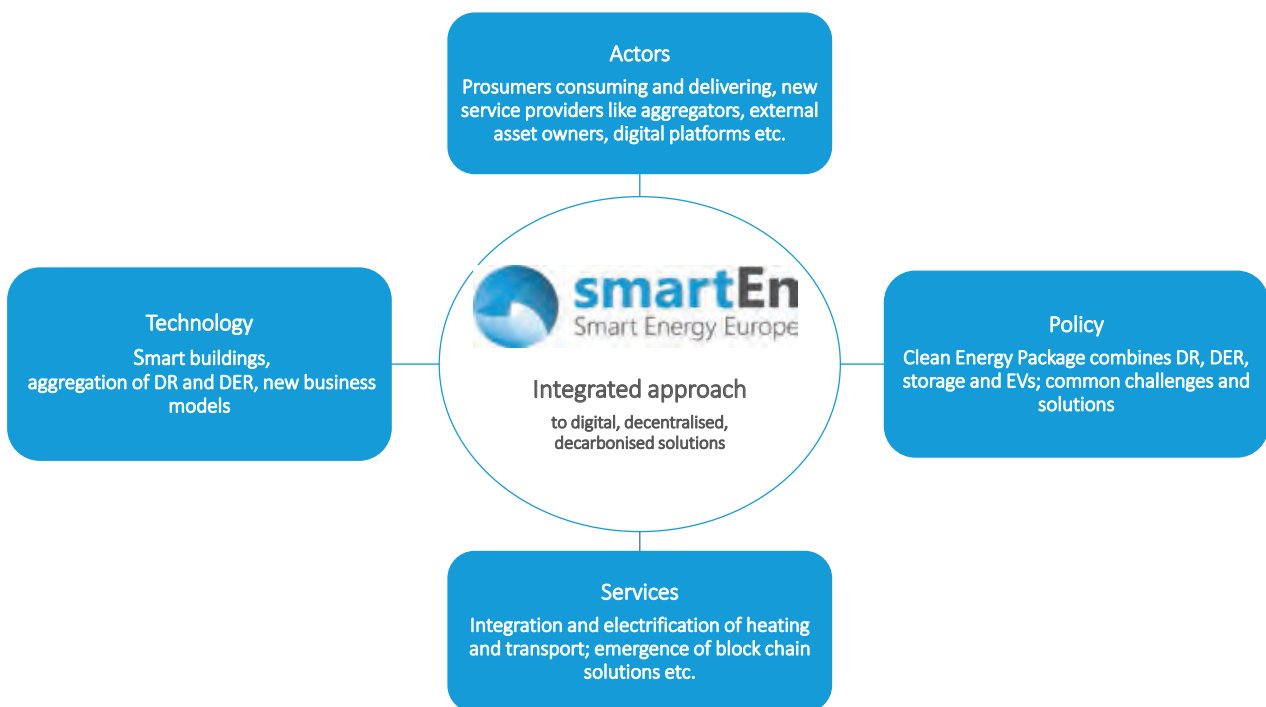 Actors
Prosumers consuming and delivering, new
service providers like aggregators, external
asset owners, digital platforms etc.
smartEn
Smart Energy Europe
Integrated approach
to digital, decentralised,
decarbonised solutions
Technology
Smart buildings,
aggregation of DR and DER, new business
models
Policy
Clean Energy Package combines DR, DER,
storage and EVs; common challenges and
solutions
Services
Integration and electrification of heating
and transport; emergence of block chain
solutions etc.